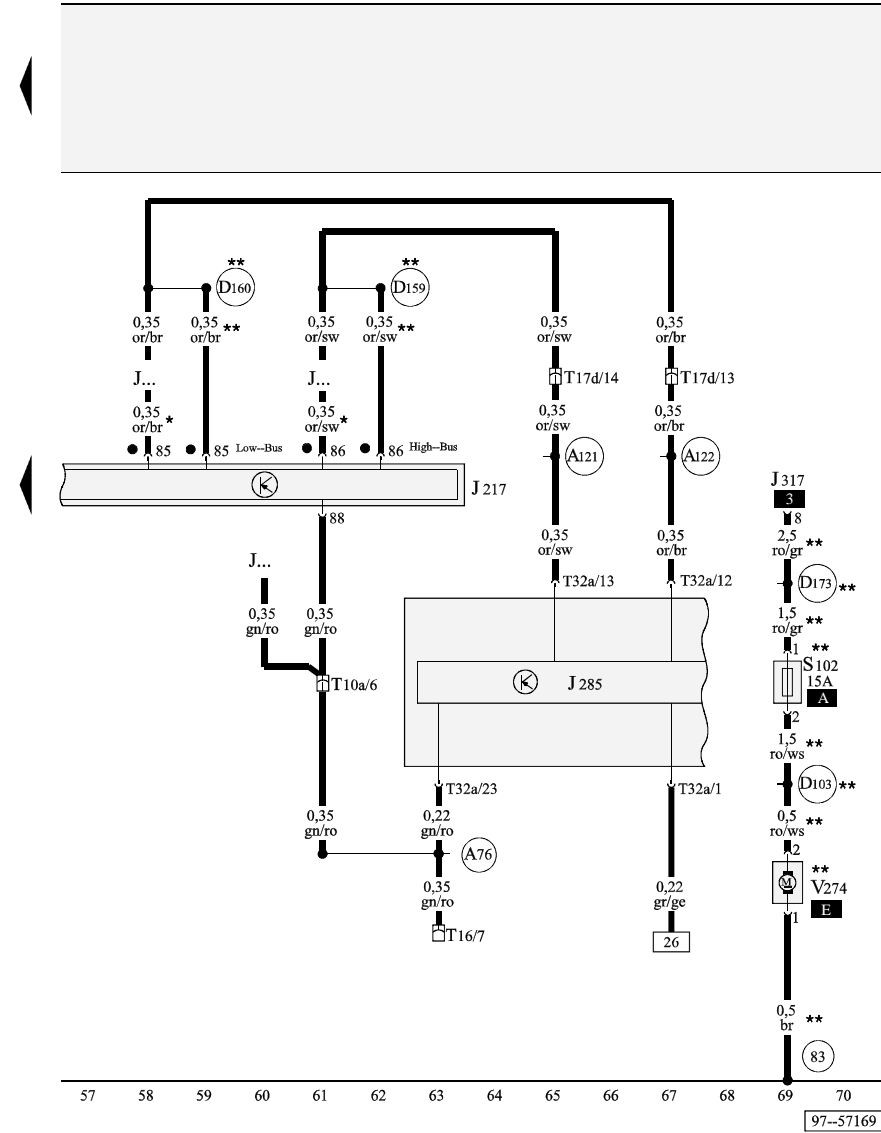 ** **
D160 D159
0,35 0,35 0,35 0,35 0,35 0,35
or/br or/br ** or/sw or/sw ** or/sw or/br
J... J... T17d/14 T17d/13
0,35 0,35 0,35 0,35
or/br * or/sw * or/sw or/br
85 85 Low--Bus 86 86 High--Bus A121 A122
J217
J317
3
88 8
2,5
ro/gr **
0,35 0,35
or/sw or/br
J...
T32a/13 T32a/12 D173 **
0,35 0,35 1,5
gn/ro gn/ro ro/gr **
1 **
S102
15A
A
T10a/6 J285
2
1,5
ro/ws **
T32a/23 T32a/1 D103 **
0,35 0,22 0,5
gn/ro gn/ro ro/ws **
2
A76
**
M V274
E
0,35 0,22
gn/ro gr/ge
1
T16/7 26
0,5
br **
83
57 58 59 60 61 62 63 64 65 66 67 68 69 70
97--57169